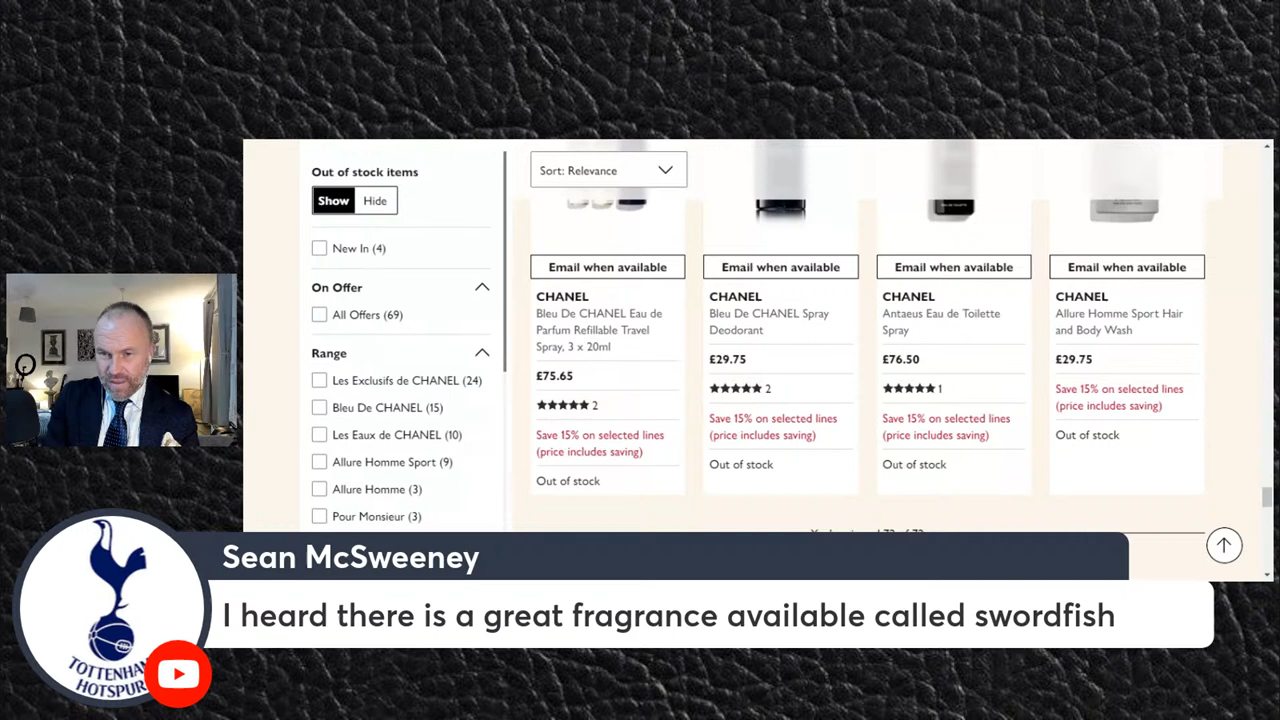 Out of stock items
Show Hide
New In (4)
On Offer
All Offers (69)
Range
Les Exclusifs de CHANEL (24)
Bleu De CHANEL (15)
Les Eaux de CHANEL (10)
Allure Homme Sport (9)
Allure Homme (3)
Pour Monsieur (3)
Sort: Relevance
Email when available
CHANEL
Bleu De CHANEL Eau de
Parfum Refillable Travel
Spray, 3 x 20ml
£75.65
★★★★★ 2
Save 15% on selected lines
(price includes saving)
Out of stock
Email when available
CHANEL
Bleu De CHANEL Spray
Deodorant
£29.75
★★★★★ 2
Save 15% on selected lines
(price includes saving)
Out of stock
Email when available
CHANEL
Antaeus Eau de Toilette
Spray
£76.50
★★★★★ 1
Save 15% on selected lines
(price includes saving)
Out of stock
Email when available
CHANEL
Allure Homme Sport Hair
and Body Wash
£29.75
Save 15% on selected lines
(price includes saving)
Out of stock
Sean McSweeney
I heard there is a great fragrance available called swordfish
TOTTENHAM
HOTSPUR